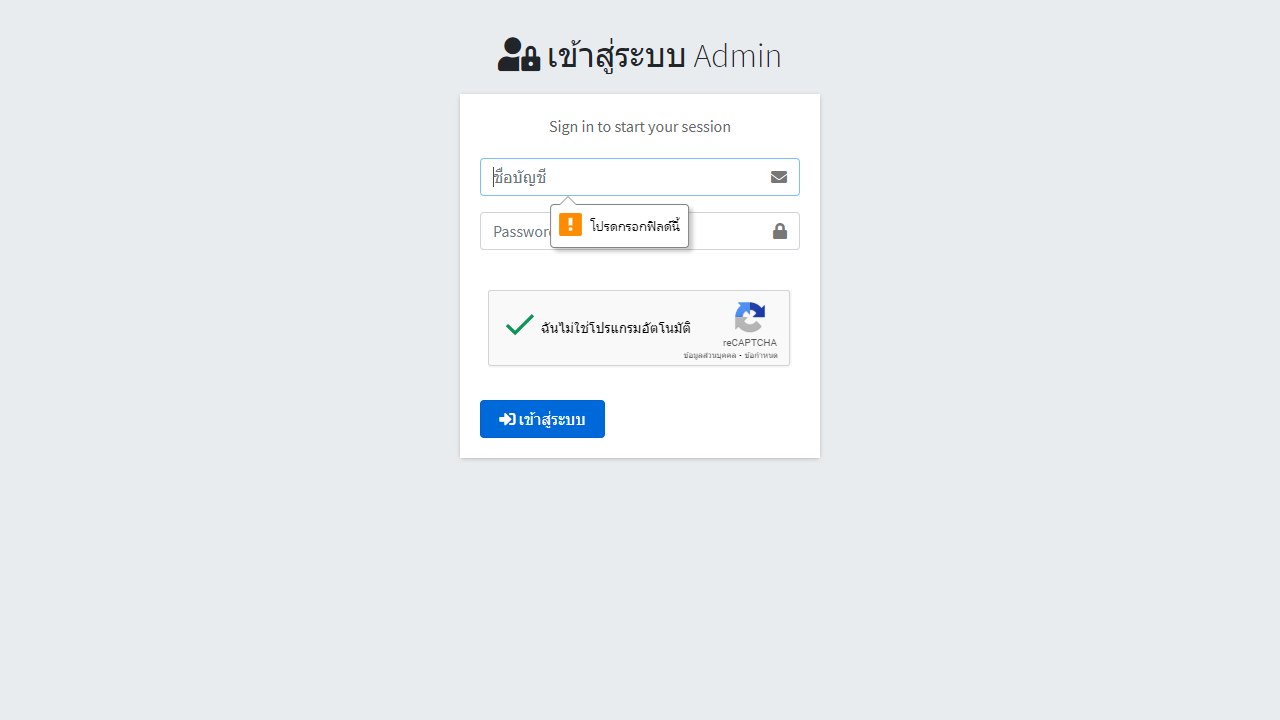 เข้าสู่ระบบ Admin
Sign in to start your session
ชื่อบัญชี
โปรดกรอกฟิลด์นี้
ฉันไม่ใช่โปรแกรมอัตโนมัติ
reCAPTCHA
ข้อมูลส่วนบุคคล - ข้อกำหนด
เข้าสู่ระบบ